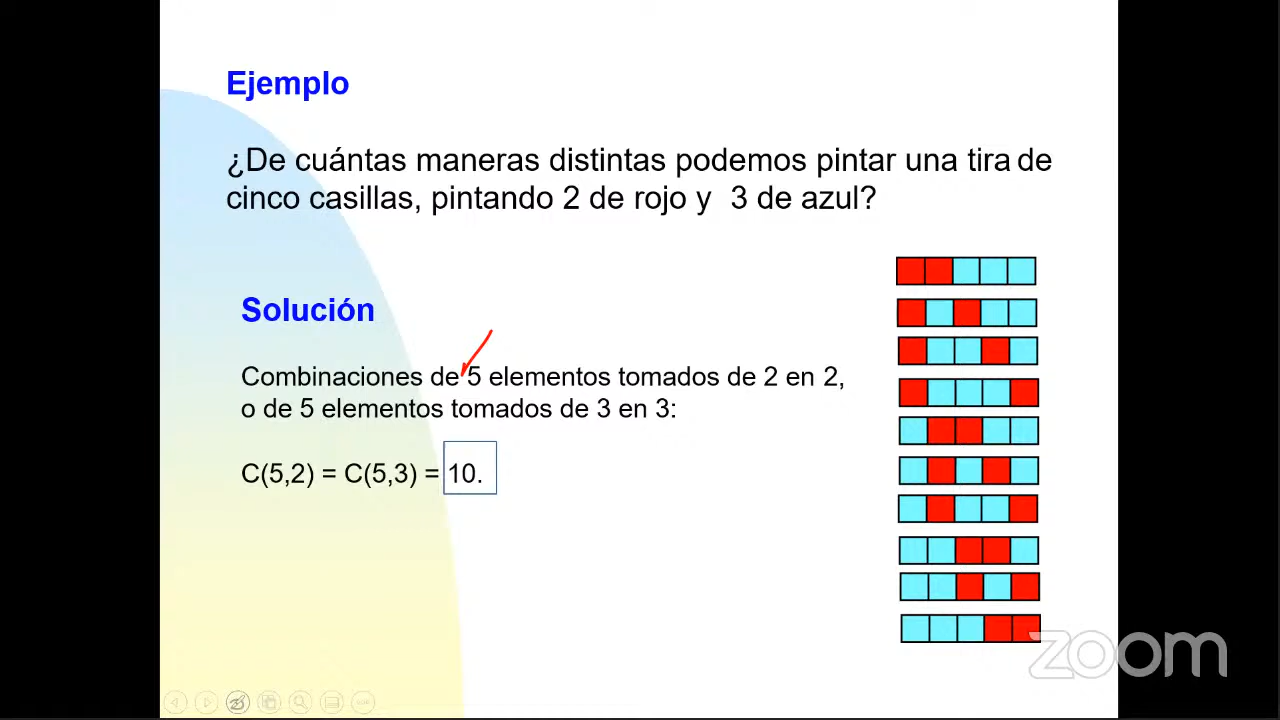 Ejemplo
¿De cuántas maneras distintas podemos pintar una tira de
cinco casillas, pintando 2 de rojo y 3 de azul?
Solución
Combinaciones de 5 elementos tomados de 2 en 2,
o de 5 elementos tomados de 3 en 3:
C(5,2) = C(5,3) = 10.
zoom